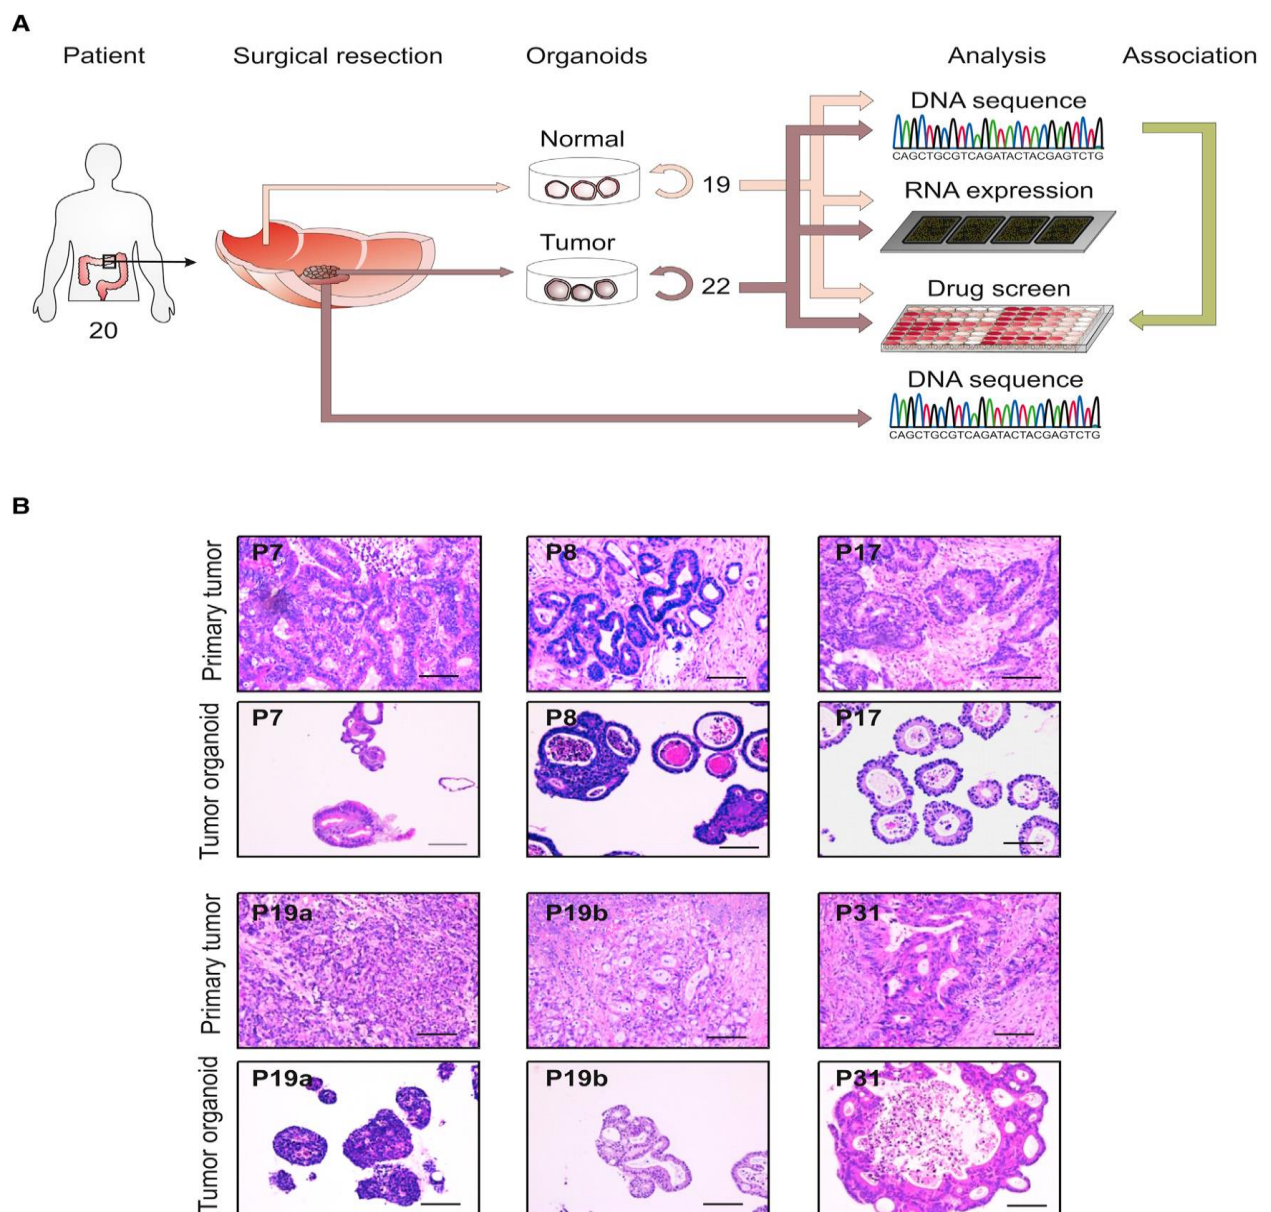 A
Patient Surgical resection Organoids Analysis Association
DNA sequence
CAGCTGCGTCAGATACTACGAGTCTG
Normal
19
RNA expression
Tumor
22
Drug screen
20
DNA sequence
CAGCTGCGTCAGATACTACGAGTCTG
B
Primary tumor
P7 P8 P17
Tumor organoid
P7 P8 P17
Primary tumor
P19a P19b P31
Tumor organoid
P19a P19b P31